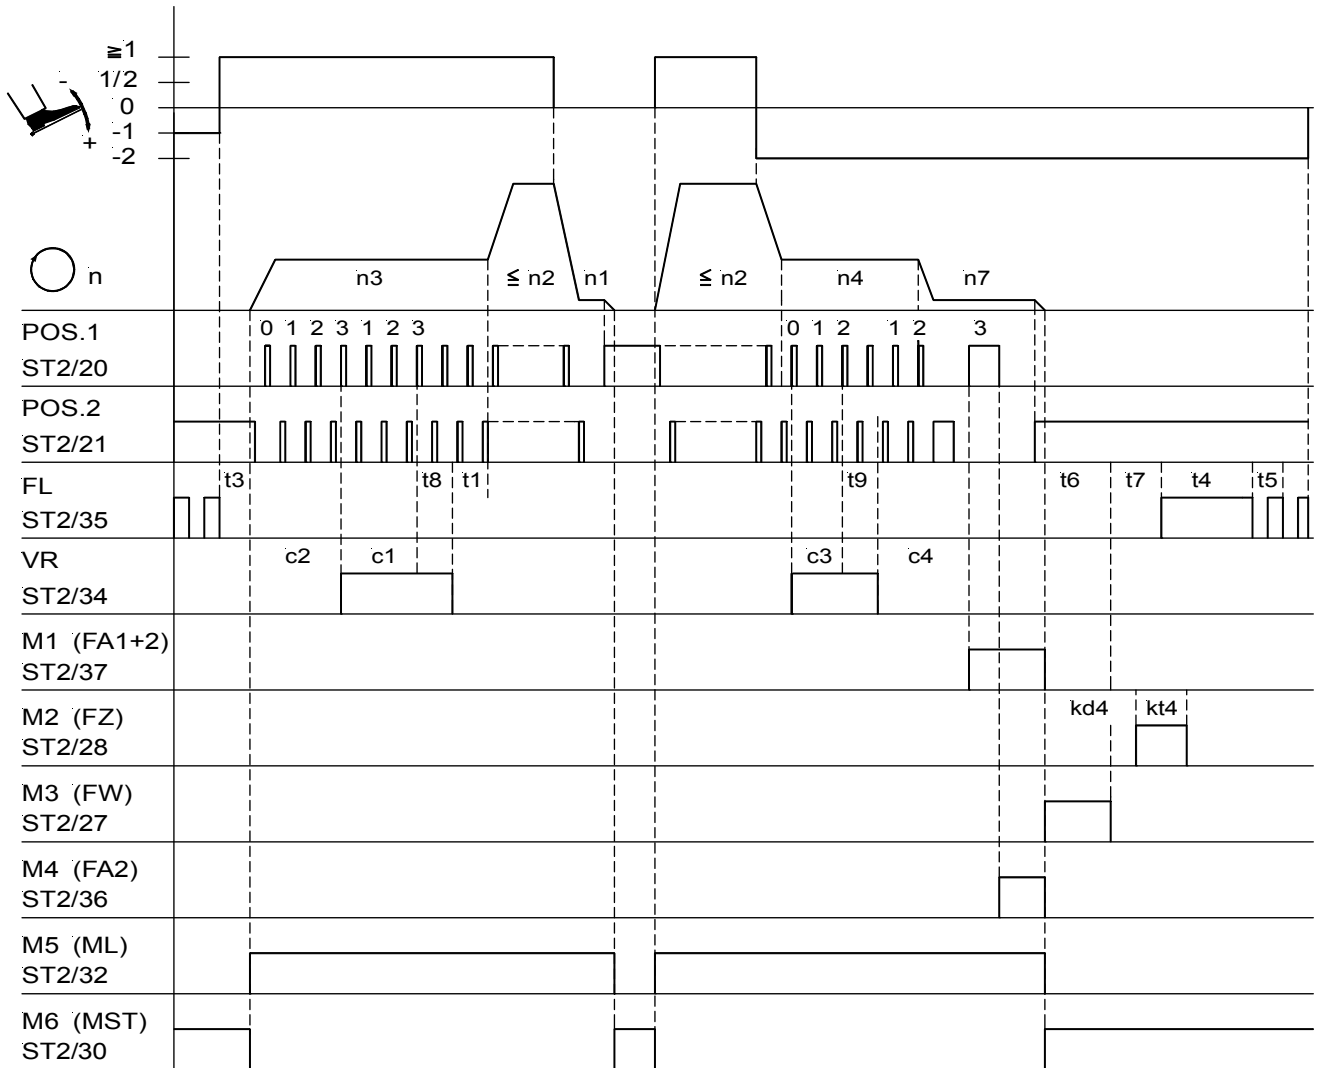 ≧1
- 1/2
0
-1
+
-2
n
n3
≦ n2
n1
≦ n2
n4
n7
POS.1
0 1 2 3 1 2 3
0 1 2 1 2 3
ST2/20
POS.2
ST2/21
FL
t3
t8
t1
t9
t6
t7
t4
t5
ST2/35
VR
c2
c1
c3
c4
ST2/34
M1 (FA1+2)
ST2/37
M2 (FZ)
kd4
kt4
ST2/28
M3 (FW)
ST2/27
M4 (FA2)
ST2/36
M5 (ML)
ST2/32
M6 (MST)
ST2/30